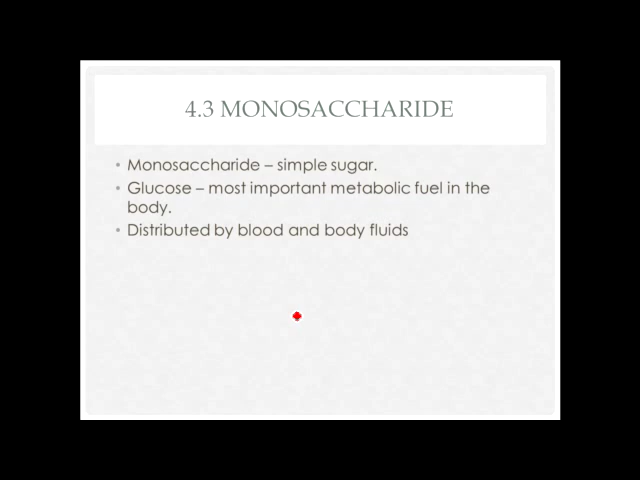 4.3 MONOSACCHARIDE
• Monosaccharide – simple sugar.
• Glucose – most important metabolic fuel in the
body.
• Distributed by blood and body fluids